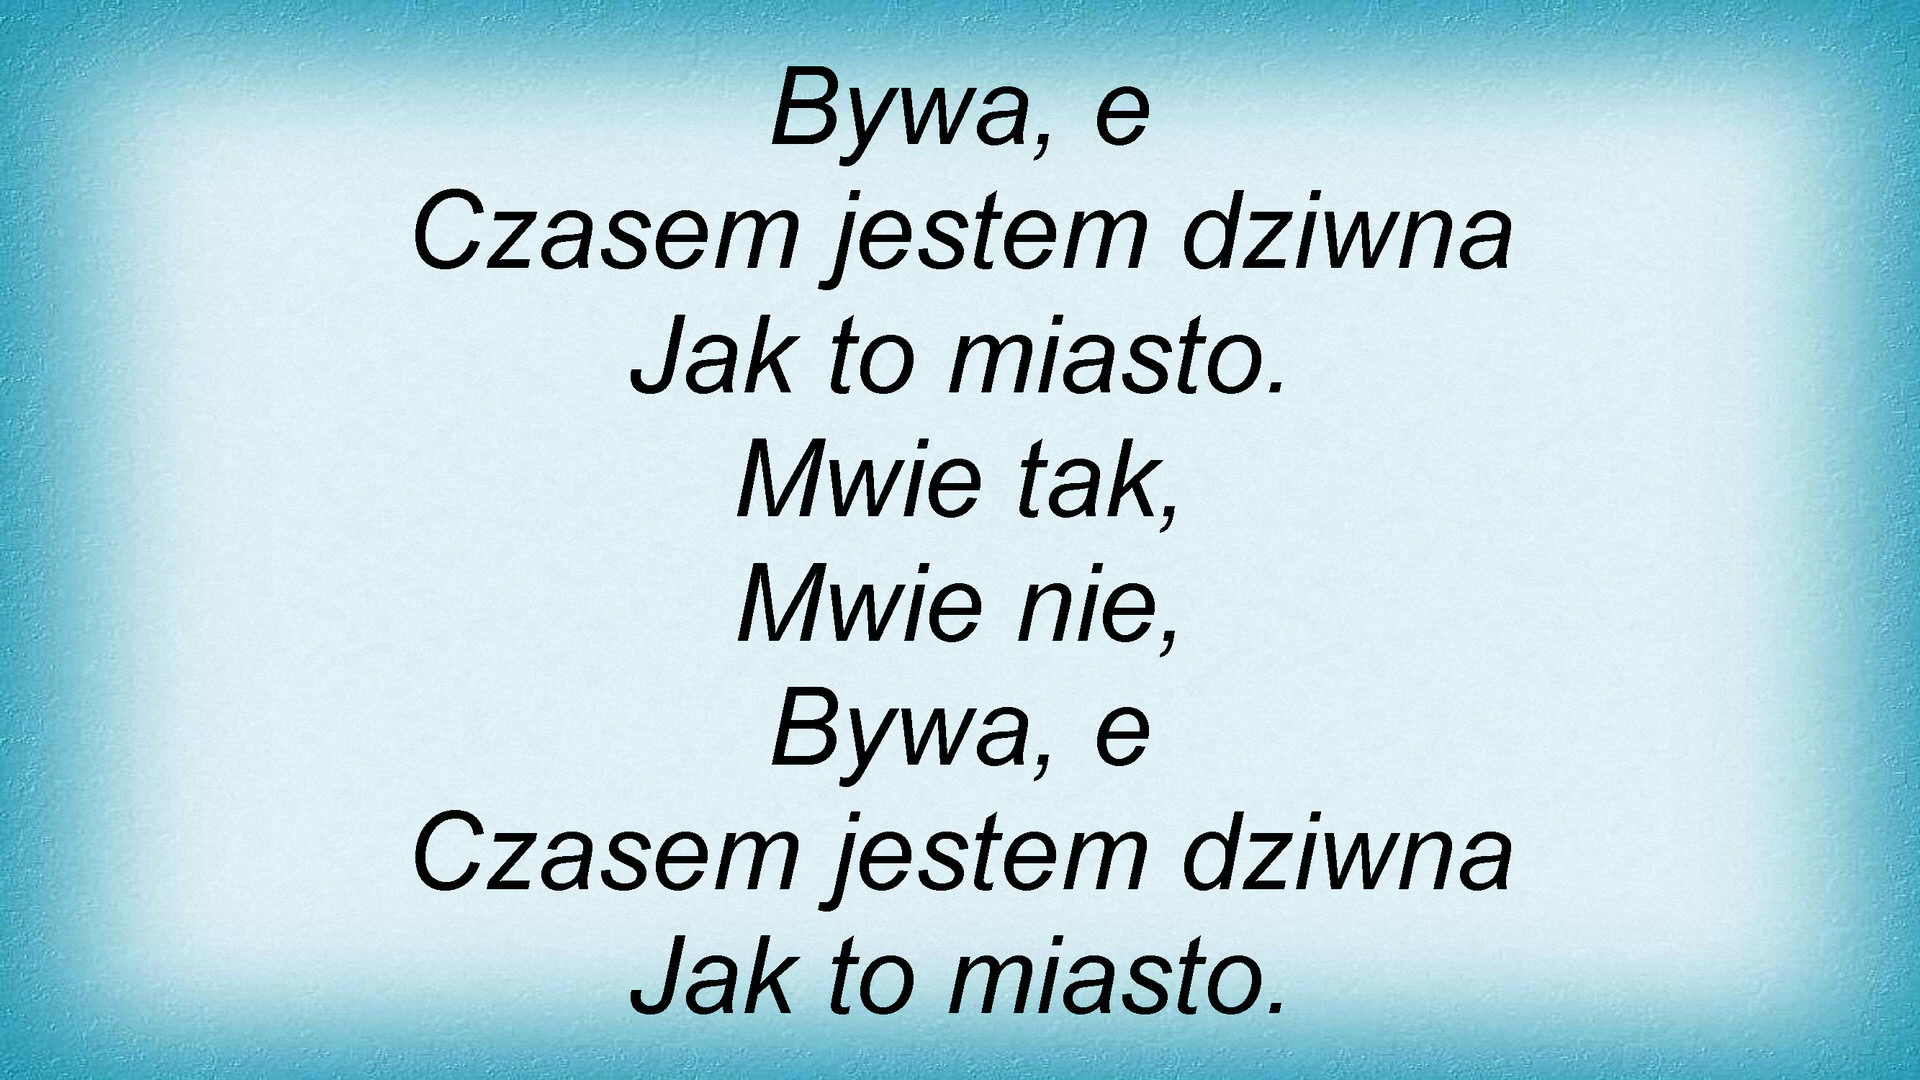 Bywa, e
Czasem jestem dziwna
Jak to miasto.
Mwie tak,
Mwie nie,
Bywa, e
Czasem jestem dziwna
Jak to miasto.